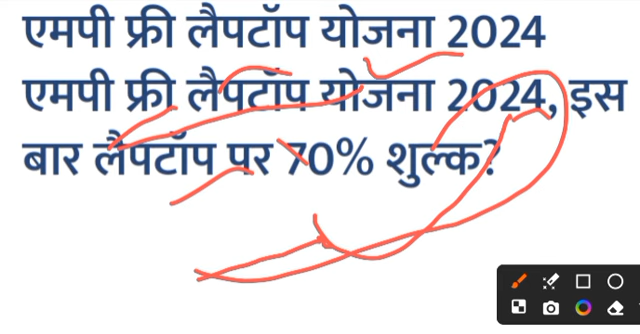 एमपी फ्री लैपटॉप योजना 2024
एमपी फ्री लैपटॉप योजना 2024, इस
बार लैपटॉप पर 70% शुल्क?